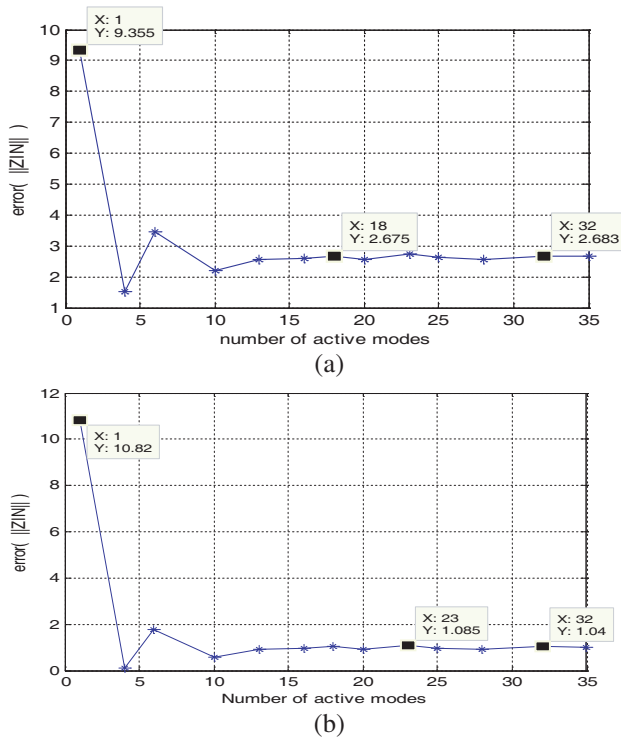 X: 1
Y: 9.355
10
9
8
7
6
5
4
3
2
1
error( ||ZIN|| )
X: 18
Y: 2.675
X: 32
Y: 2.683
0 5 10 15 20 25 30 35
number of active modes
(a)
12
10
8
6
4
2
0
error( ||ZIN|| )
X: 1
Y: 10.82
X: 23
Y: 1.085
X: 32
Y: 1.04
0 5 10 15 20 25 30 35
Number of active modes
(b)